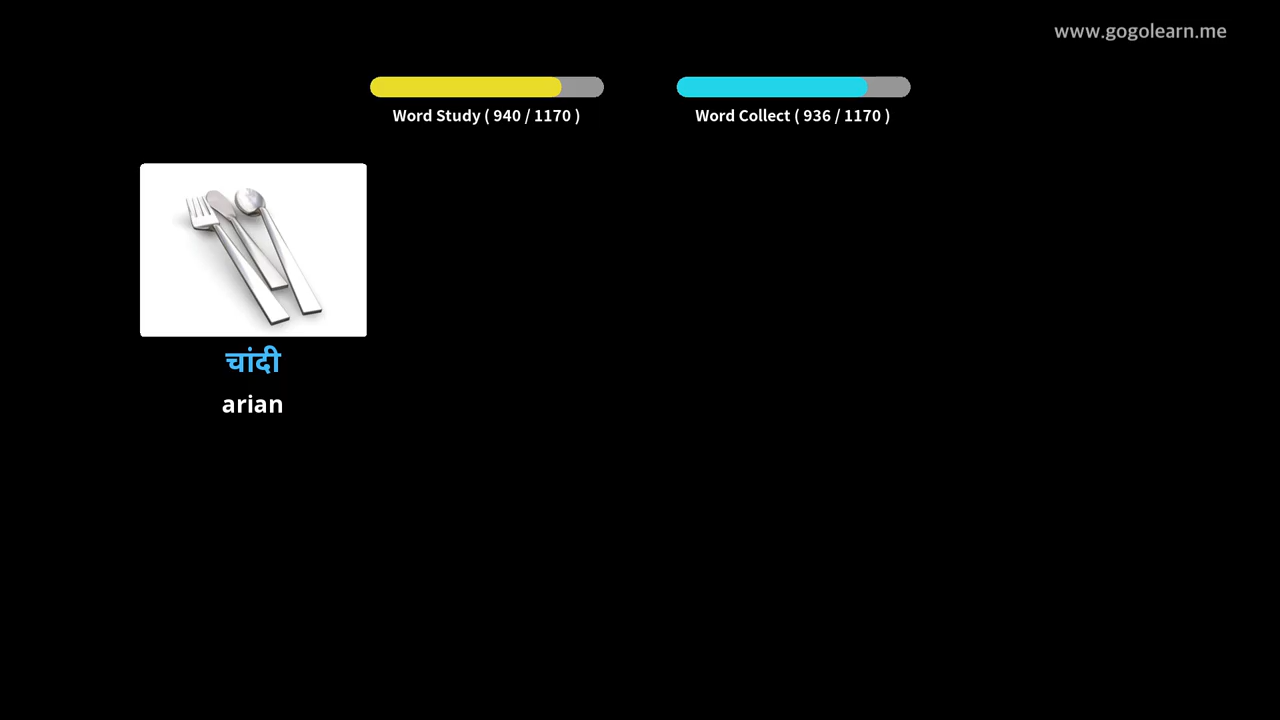 www.gogolearn.me
Word Study ( 940 / 1170 )
Word Collect ( 936 / 1170 )
चांदी
arian